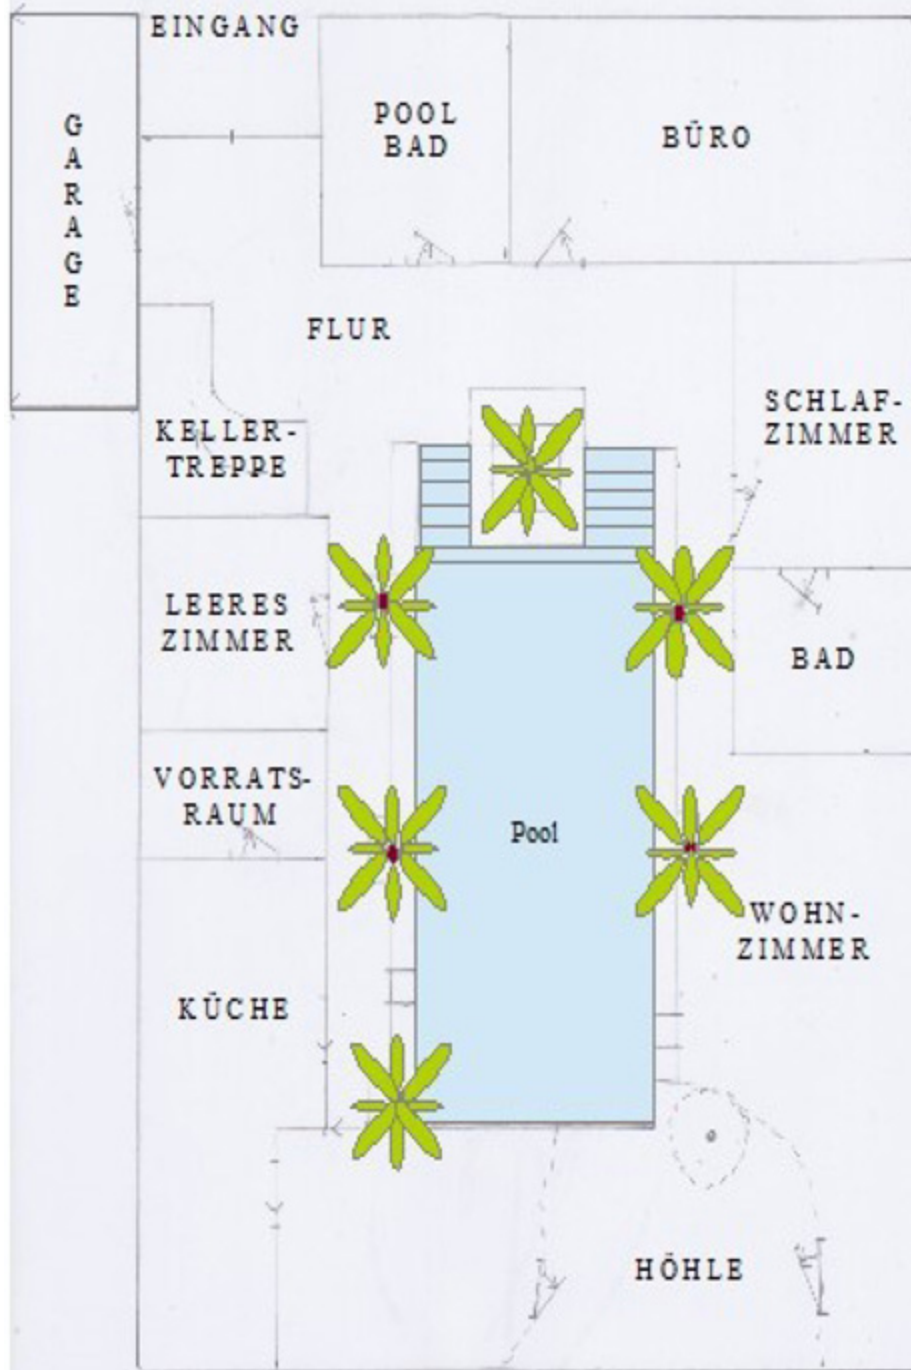 EINGANG
GARAGE
POOL
BAD
BÜRO
FLUR
SCHLAF-
ZIMMER
KELLER-
TREPPE
LEERES
ZIMMER
BAD
VORRATS-
RAUM
Pool
WOHN-
ZIMMER
KÜCHE
HÖHLE